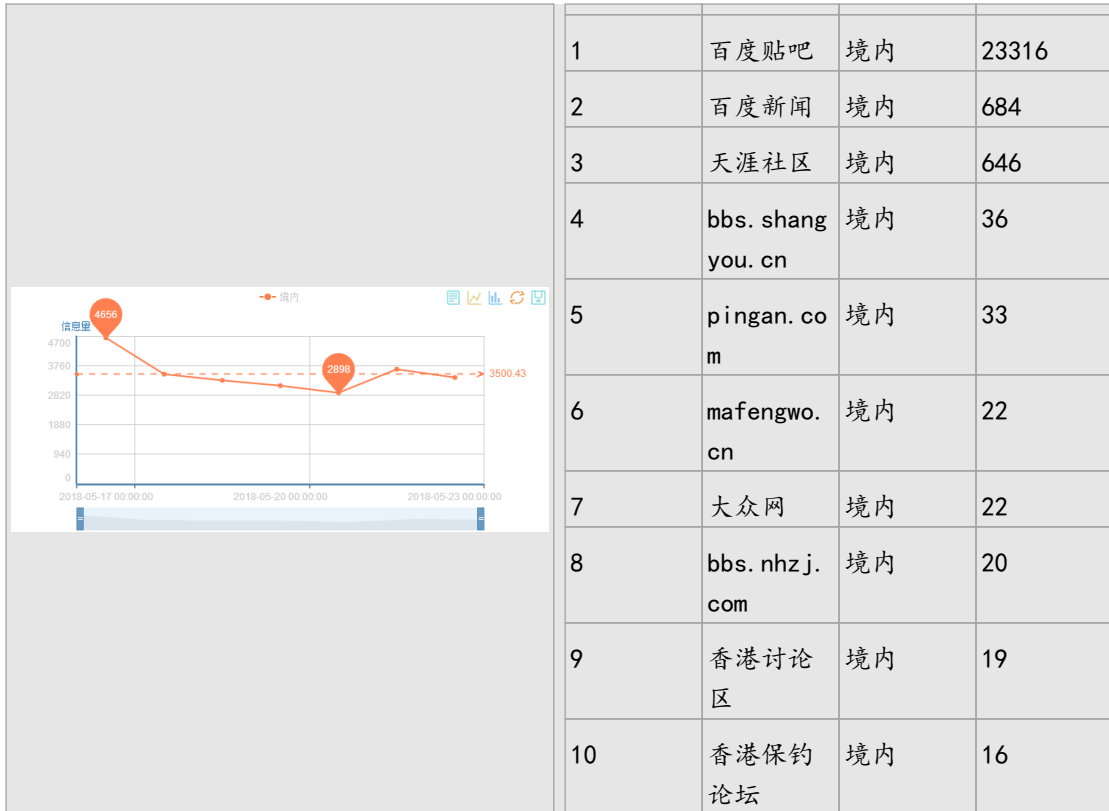 境内
4656
信息量
4700
3760
2898
3500.43
2820
1880
940
0
2018-05-17 00:00:00
2018-05-20 00:00:00
2018-05-23 00:00:00
1 百度贴吧 境内 23316
2 百度新闻 境内 684
3 天涯社区 境内 646
4 bbs.shang 境内 36
you.cn
5 pingan.co 境内 33
m
6 mafengwo. 境内 22
cn
7 大众网 境内 22
8 bbs.nhzj. 境内 20
com
9 香港讨论 境内 19
区
10 香港保钓 境内 16
论坛